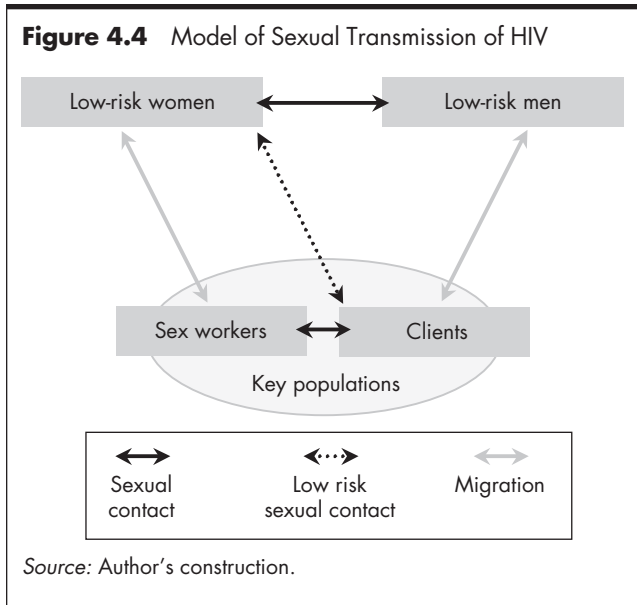 Figure 4.4 Model of Sexual Transmission of HIV
Low-risk women
Low-risk men
Sex workers
Clients
Key populations
Sexual
contact
Low risk
sexual contact
Migration
Source: Author's construction.